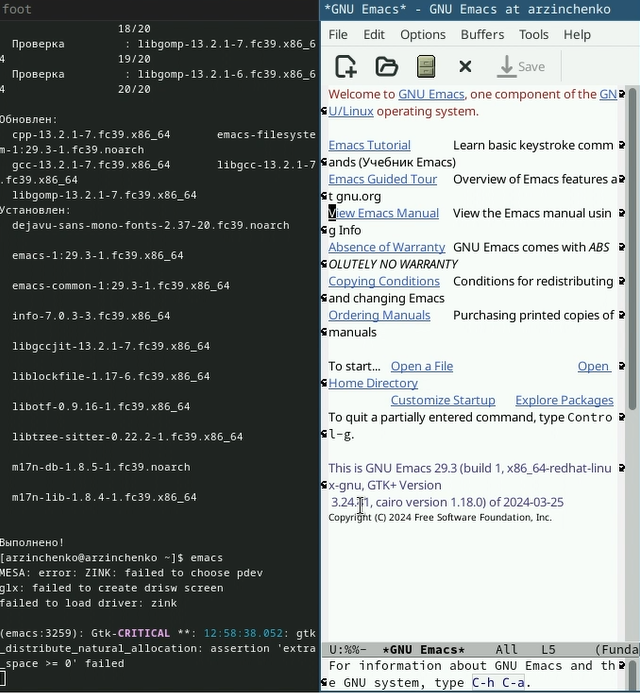 foot
18/20
Проверка : libgomp-13.2.1-7.fc39.x86_6
4 19/20
Проверка : libgomp-13.2.1-6.fc39.x86_6
4 20/20
Обновлен:
cpp-13.2.1-7.fc39.x86_64 emacs-filesyste
m-1:29.3-1.fc39.noarch
gcc-13.2.1-7.fc39.x86_64 libgcc-13.2.1-7
.fc39.x86_64
libgomp-13.2.1-7.fc39.x86_64
Установлен:
dejavu-sans-mono-fonts-2.37-20.fc39.noarch
emacs-1:29.3-1.fc39.x86_64
emacs-common-1:29.3-1.fc39.x86_64
info-7.0.3-3.fc39.x86_64
libgccjit-13.2.1-7.fc39.x86_64
liblockfile-1.17-6.fc39.x86_64
libotf-0.9.16-1.fc39.x86_64
libtree-sitter-0.22.2-1.fc39.x86_64
m17n-db-1.8.5-1.fc39.noarch
m17n-lib-1.8.4-1.fc39.x86_64
Выполнено!
[arzinchenko@arzinchenko ~]$ emacs
MESA: error: ZINK: failed to choose pdev
glx: failed to create drisw screen
failed to load driver: zink
(emacs:3259): Gtk-CRITICAL **: 12:58:38.052: gtk
_distribute_natural_allocation: assertion 'extra
_space >= 0' failed
*GNU Emacs* - GNU Emacs at arzinchenko
File Edit Options Buffers Tools Help
Save
Welcome to GNU Emacs, one component of the GN
U/Linux operating system.
Emacs Tutorial Learn basic keystroke comm
ands (Учебник Emacs)
Emacs Guided Tour Overview of Emacs features a
t gnu.org
View Emacs Manual View the Emacs manual usin
g Info
Absence of Warranty GNU Emacs comes with ABS
OLUTELY NO WARRANTY
Copying Conditions Conditions for redistributing
and changing Emacs
Ordering Manuals Purchasing printed copies of
manuals
To start... Open a File Open
Home Directory
Customize Startup Explore Packages
To quit a partially entered command, type Contro
l-g.
This is GNU Emacs 29.3 (build 1, x86_64-redhat-linu
x-gnu, GTK+ Version
3.24.41, cairo version 1.18.0) of 2024-03-25
Copyright (C) 2024 Free Software Foundation, Inc.
U:%%- *GNU Emacs* All L5 (Funda
For information about GNU Emacs and th
e GNU system, type C-h C-a.